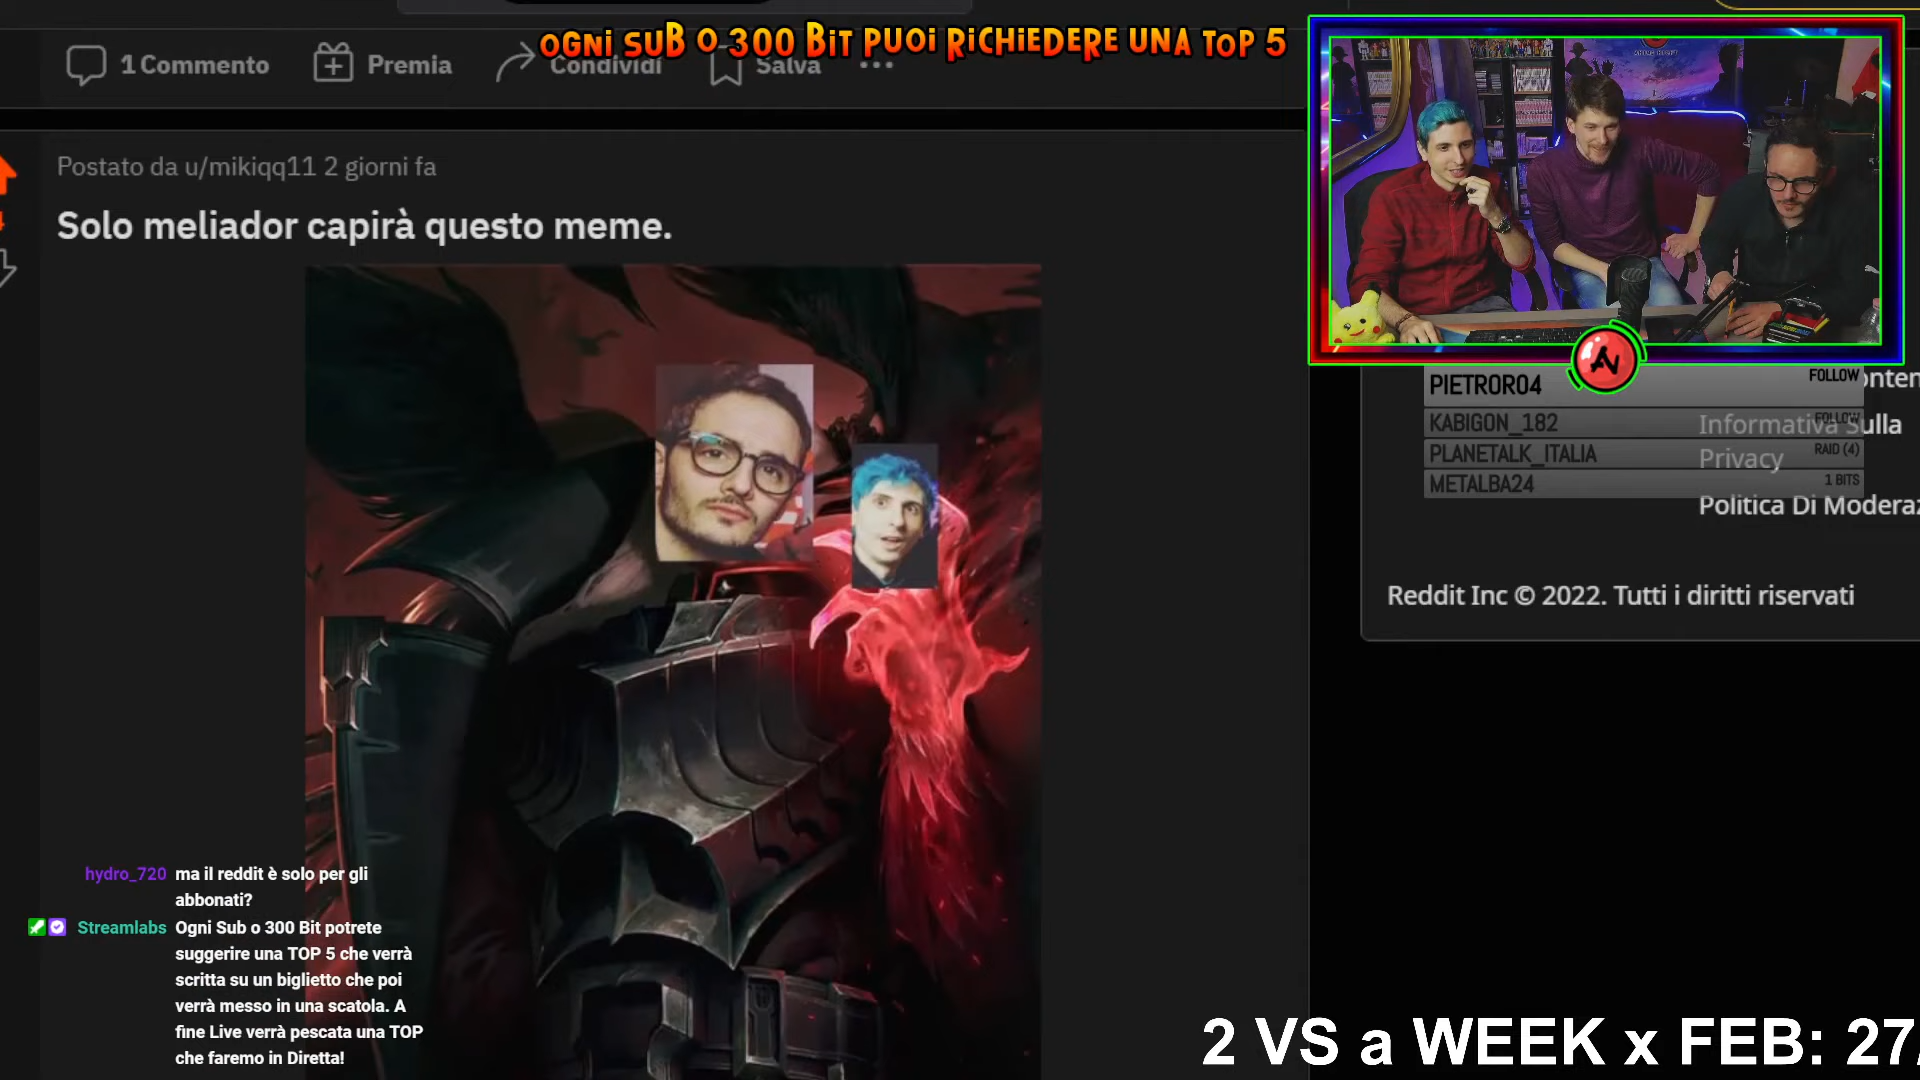 OGNI SUB O 300 BIT PUOI RICHIEDERE UNA TOP 5
1 Commento
Premia
Condividi
Salva
Postato da u/mikiqq11 2 giorni fa
Solo meliador capirà questo meme.
PIETROR04 FOLLOW
KABIGON_182 FOLLOW
PLANETALK_ITALIA RAID (4)
METALBA24 1 BITS
Informativa Sulla
Privacy
Politica Di Moderaz
Reddit Inc © 2022. Tutti i diritti riservati
hydro_720 ma il reddit è solo per gli
abbonati?
Streamlabs Ogni Sub o 300 Bit potrete
suggerire una TOP 5 che verrà
scritta su un biglietto che poi
verrà messo in una scatola. A
fine Live verrà pescata una TOP
che faremo in Diretta!
2 VS a WEEK x FEB: 27/